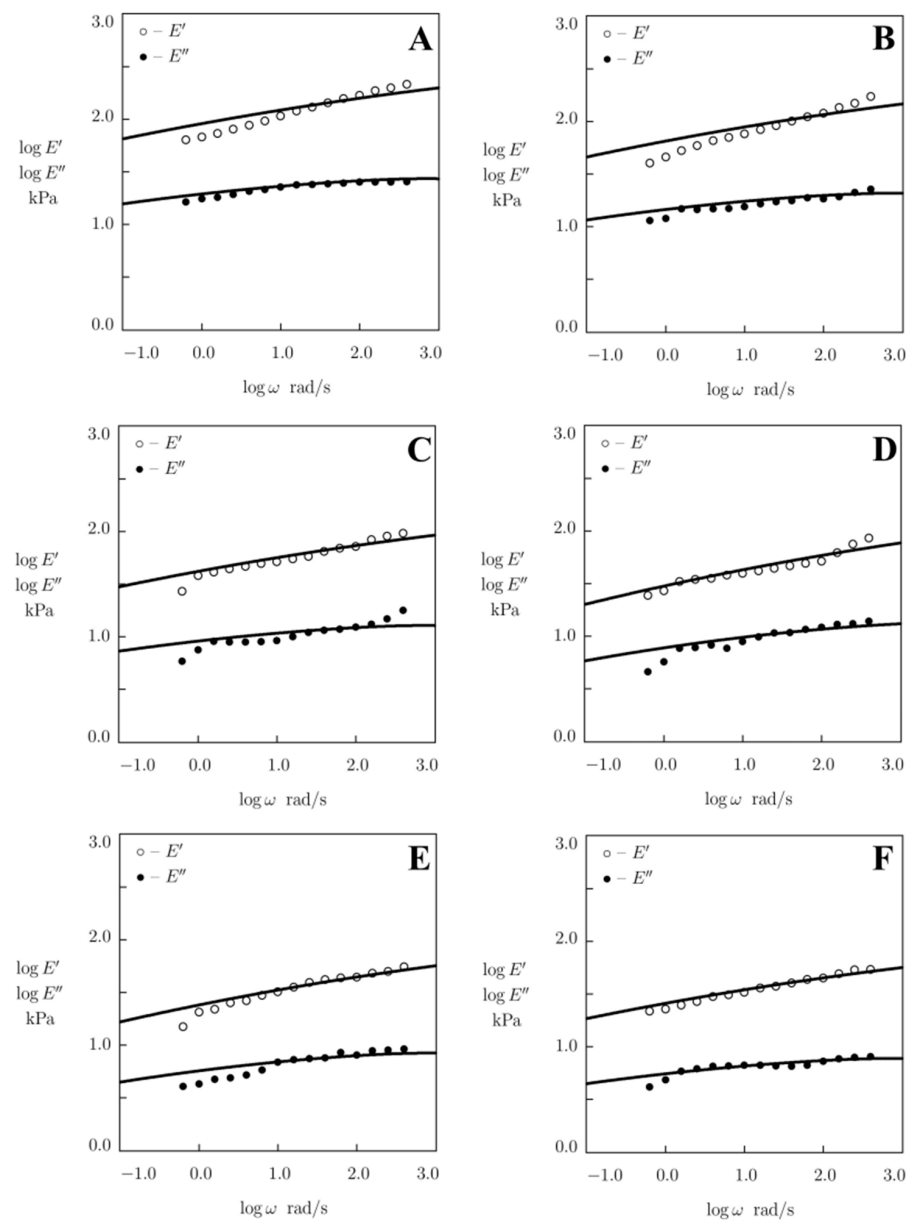 3.0
○ – E′
● – E″
A
2.0
log E′
log E″
kPa
1.0
0.0
−1.0 0.0 1.0 2.0 3.0
log ω rad/s
3.0
○ – E′
● – E″
B
2.0
log E′
log E″
kPa
1.0
0.0
−1.0 0.0 1.0 2.0 3.0
log ω rad/s
3.0
○ – E′
● – E″
C
2.0
log E′
log E″
kPa
1.0
0.0
−1.0 0.0 1.0 2.0 3.0
log ω rad/s
3.0
○ – E′
● – E″
D
2.0
log E′
log E″
kPa
1.0
0.0
−1.0 0.0 1.0 2.0 3.0
log ω rad/s
3.0
○ – E′
● – E″
E
2.0
log E′
log E″
kPa
1.0
0.0
−1.0 0.0 1.0 2.0 3.0
log ω rad/s
3.0
○ – E′
● – E″
F
2.0
log E′
log E″
kPa
1.0
0.0
−1.0 0.0 1.0 2.0 3.0
log ω rad/s